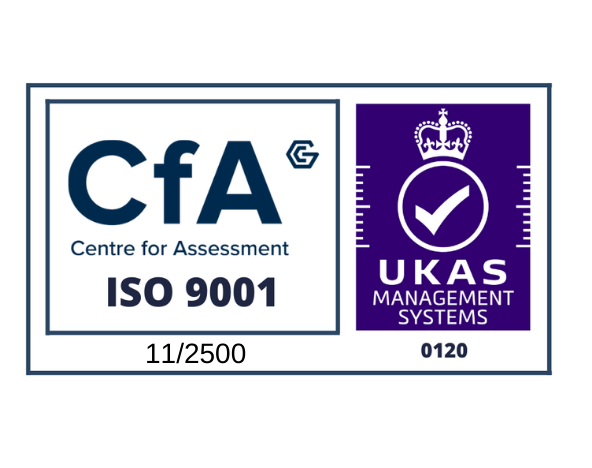 CfA
Centre for Assessment
ISO 9001
11/2500
UKAS
MANAGEMENT
SYSTEMS
0120